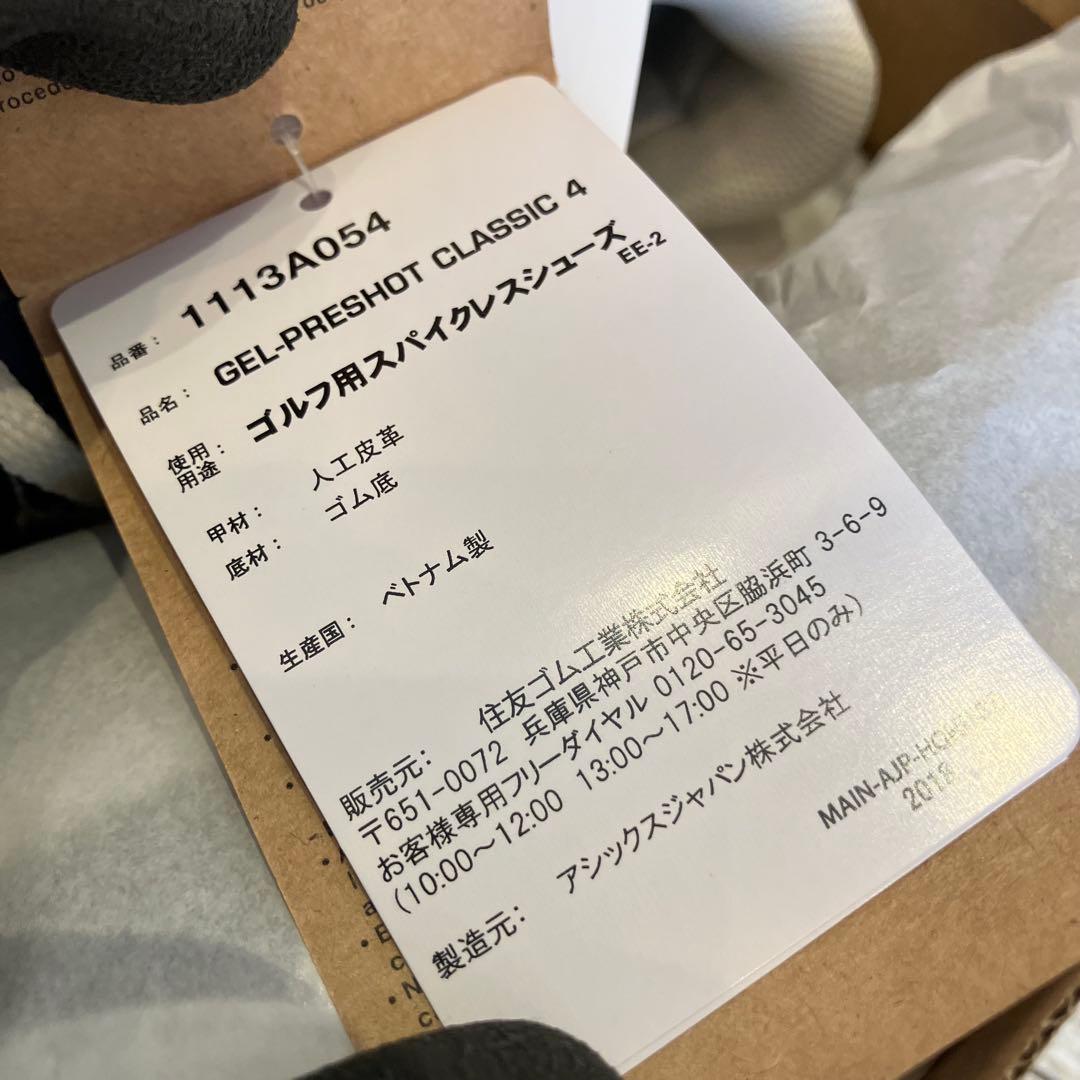 品番： 1113A054
品名： GEL-PRESHOT CLASSIC 4
使用用途： ゴルフ用スパイクレスシューズ
EE-2
甲材： 人工皮革
底材： ゴム底
生産国： ベトナム製
販売元： 住友ゴム工業株式会社
〒651-0072 兵庫県神戸市中央区脇浜町 3-6-9
お客様専用フリーダイヤル 0120-65-3045
(10:00～12:00 13:00～17:00 ※平日のみ)
製造元： アシックスジャパン株式会社
MAIN-AJP-
2018